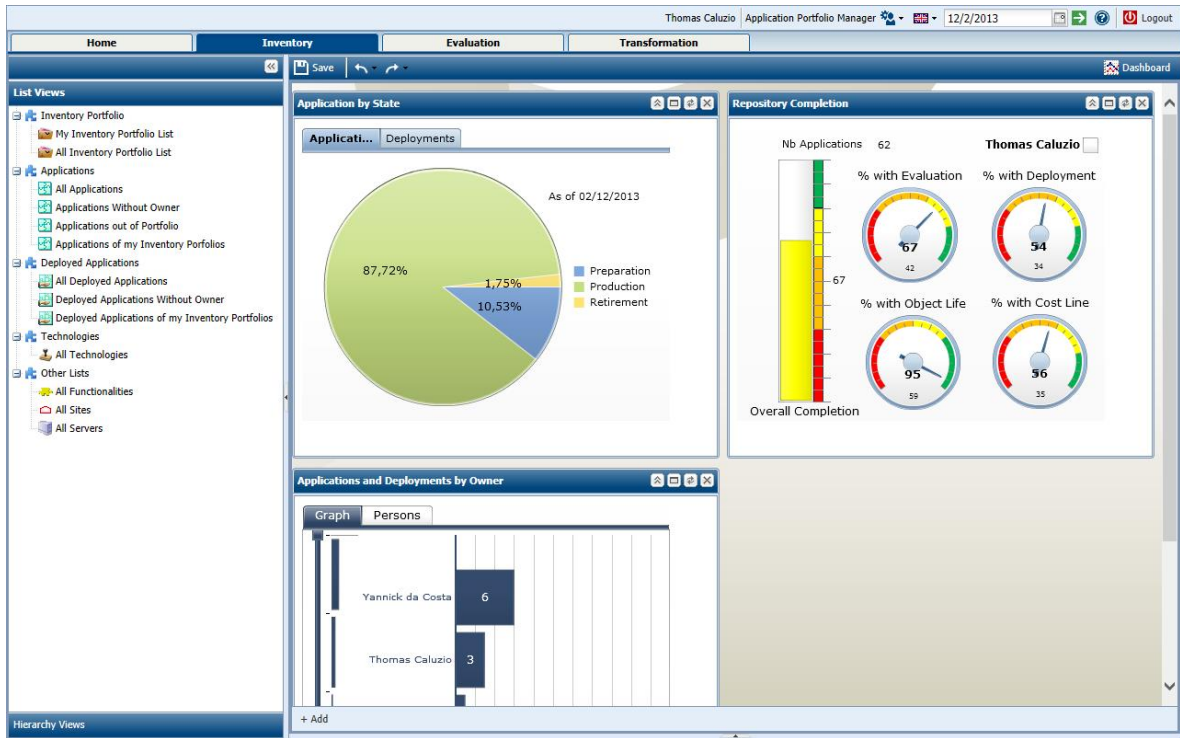 Thomas Caluzio Application Portfolio Manager 12/2/2013 Logout
Home Inventory Evaluation Transformation
Save Dashboard
List Views
Inventory Portfolio
My Inventory Portfolio List
All Inventory Portfolio List
Applications
All Applications
Applications Without Owner
Applications out of Portfolio
Applications of my Inventory Porfolios
Deployed Applications
All Deployed Applications
Deployed Applications Without Owner
Deployed Applications of my Inventory Portfolios
Technologies
All Technologies
Other Lists
All Functionalities
All Sites
All Servers
Hierarchy Views
Application by State
Applicati... Deployments
As of 02/12/2013
87,72%
1,75%
10,53%
Preparation
Production
Retirement
Repository Completion
Nb Applications 62 Thomas Caluzio
% with Evaluation % with Deployment
67 54
42 34
67
% with Object Life % with Cost Line
95 56
59 35
Overall Completion
Applications and Deployments by Owner
Graph Persons
Yannick da Costa 6
Thomas Caluzio 3
+ Add